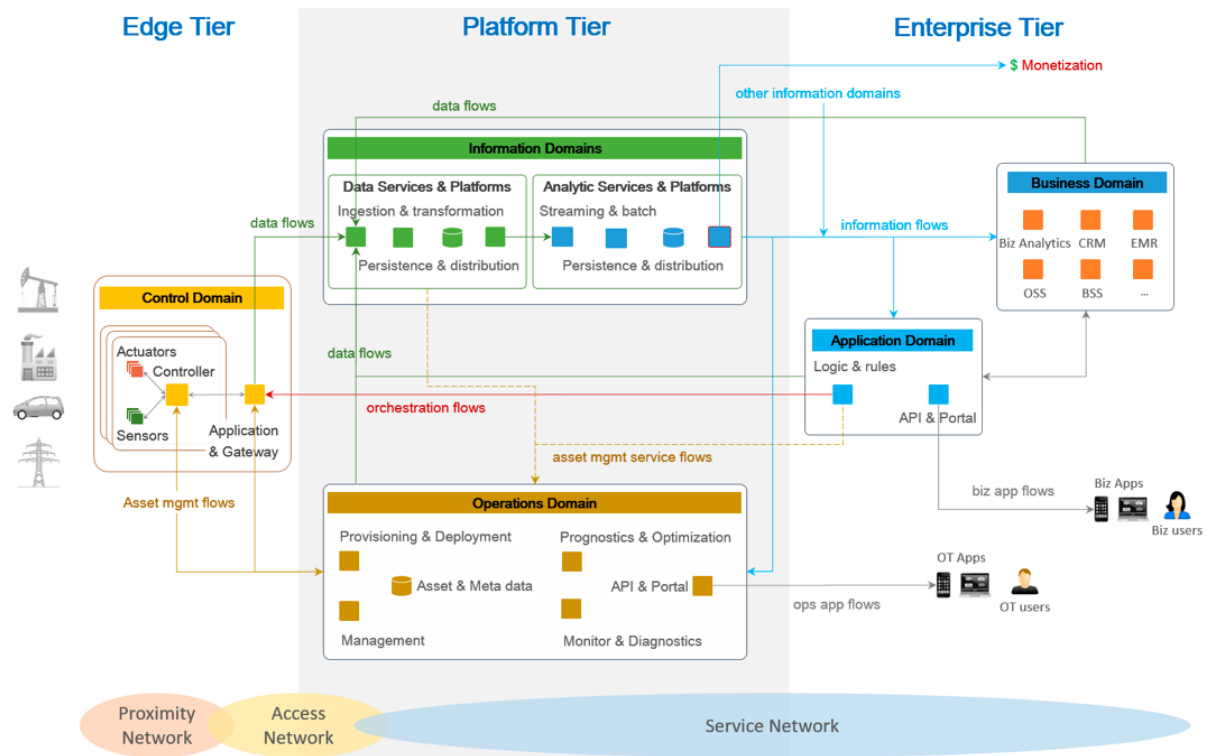 Edge Tier
Platform Tier
Enterprise Tier
$ Monetization
other information domains
data flows
Information Domains
Data Services & Platforms
Analytic Services & Platforms
Ingestion & transformation
Streaming & batch
Persistence & distribution
Persistence & distribution
data flows
information flows
Business Domain
Biz Analytics
CRM
EMR
OSS
BSS
...
Control Domain
Actuators
Controller
Sensors
Application
& Gateway
data flows
orchestration flows
Application Domain
Logic & rules
API & Portal
asset mgmt service flows
Asset mgmt flows
Operations Domain
Provisioning & Deployment
Prognostics & Optimization
Asset & Meta data
API & Portal
Management
Monitor & Diagnostics
biz app flows
Biz Apps
Biz users
OT Apps
ops app flows
OT users
Proximity
Network
Access
Network
Service Network